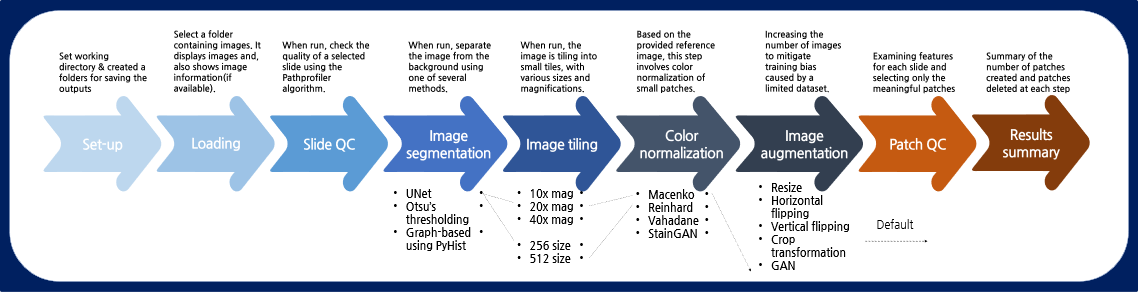 Set working
directory & created a
folders for saving the
outputs
Select a folder
containing images. It
displays images and,
also shows image
information(if
available).
When run, check the
quality of a selected
slide using the
Pathprofiler
algorithm.
When run, separate
the image from the
background using
one of several
methods.
When run, the
image is tiling into
small tiles, with
various sizes and
magnifications.
Based on the
provided reference
image, this step
involves color
normalization of
small patches.
Increasing the
number of images
to mitigate
training bias
caused by a
limited dataset.
Examining features
for each slide and
selecting only the
meaningful patches
Summary of the
number of patches
created and patches
deleted at each step
Set-up
Loading
Slide QC
Image
segmentation
Image tiling
Color
normalization
Image
augmentation
Patch QC
Results
summary
• UNet
• Otsu's
thresholding
• Graph-based
using PyHist
• 10x mag
• 20x mag
• 40x mag
• 256 size
• 512 size
• Macenko
• Reinhard
• Vahadane
• StainGAN
• Resize
• Horizontal
flipping
• Vertical flipping
• Crop
transformation
• GAN
Default